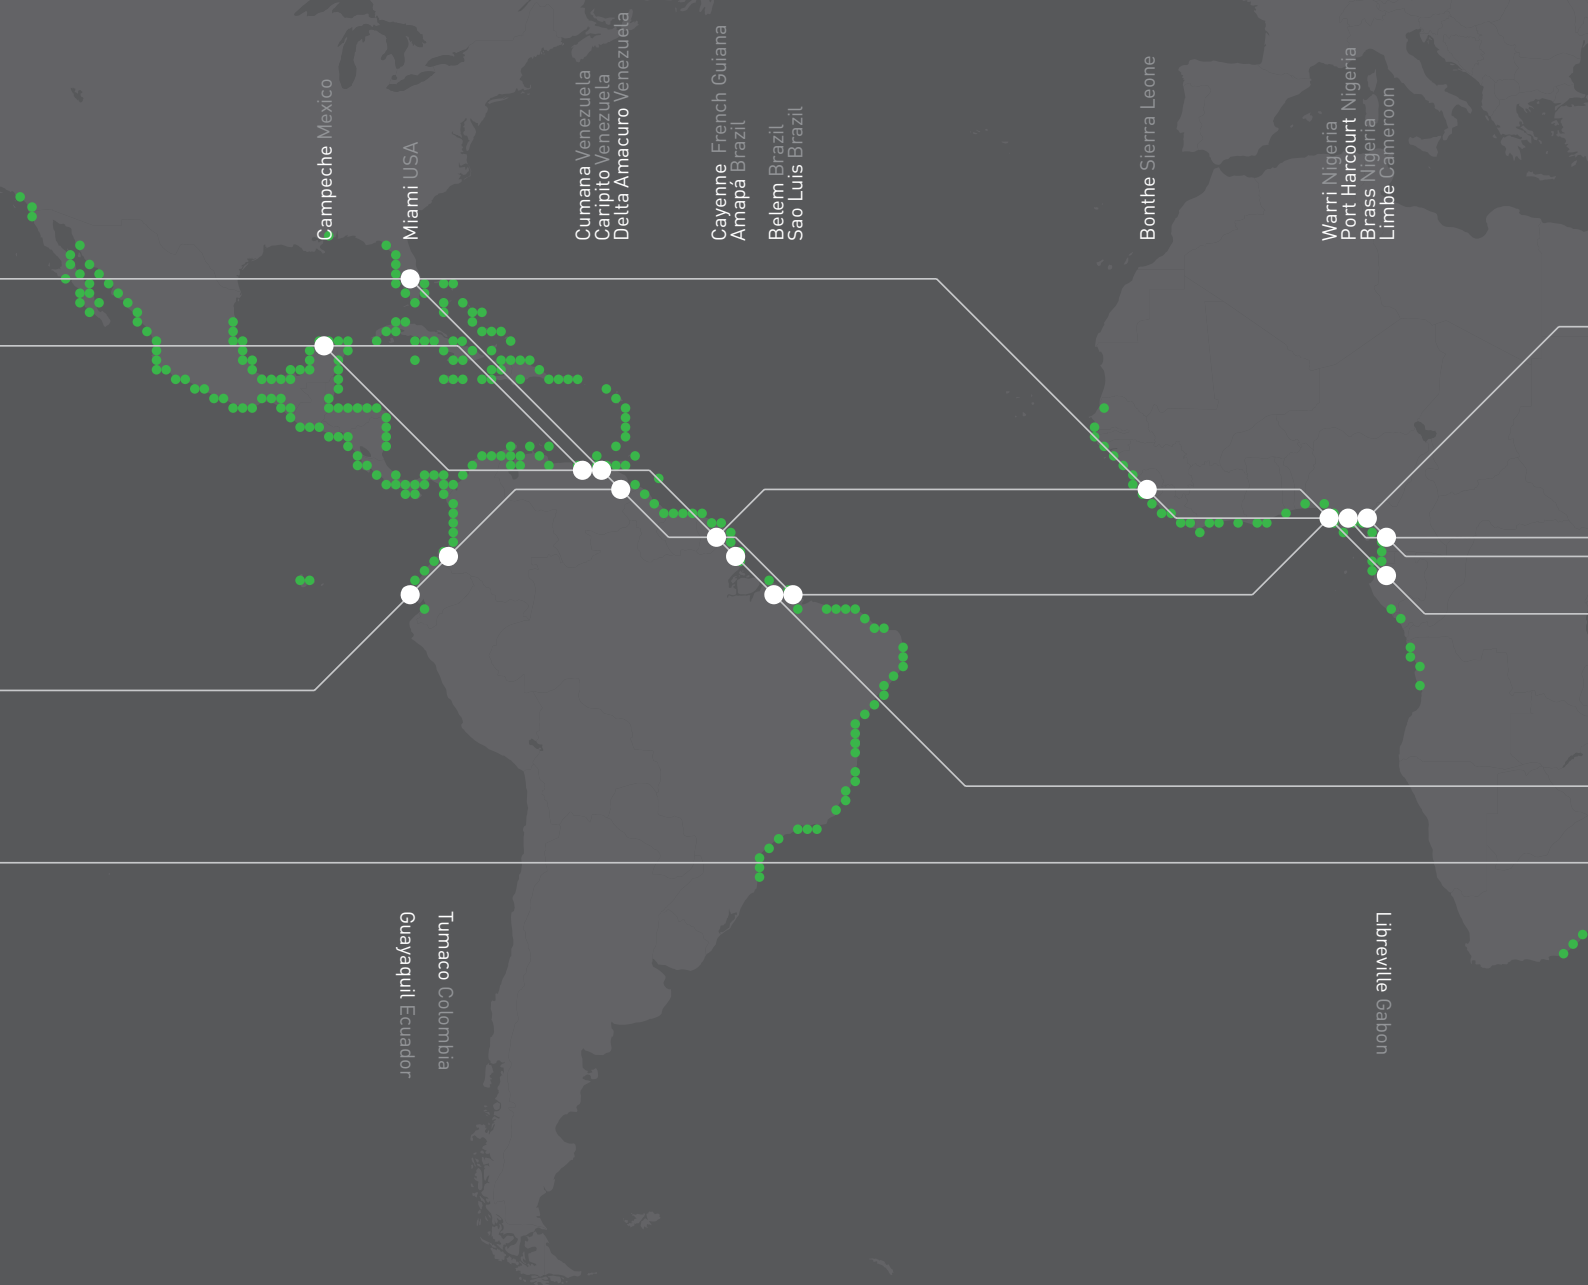 Campeche Mexico
Miami USA
Cumana Venezuela
Caripito Venezuela
Delta Amacuro Venezuela
Cayenne French Guiana
Amapá Brazil
Belem Brazil
Sao Luis Brazil
Bonthe Sierra Leone
Warri Nigeria
Port Harcourt Nigeria
Brass Nigeria
Limbe Cameroon
Guayaquil Ecuador
Tumaco Colombia
Libreville Gabon